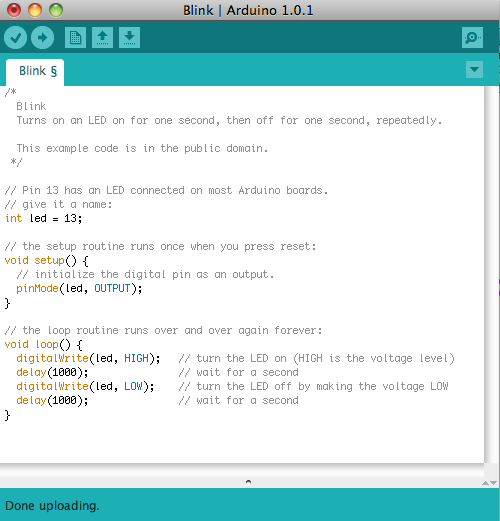 Blink | Arduino 1.0.1
Blink §
/*
  Blink
  Turns on an LED on for one second, then off for one second, repeatedly.

  This example code is in the public domain.
 */

// Pin 13 has an LED connected on most Arduino boards.
// give it a name:
int led = 13;

// the setup routine runs once when you press reset:
void setup() {
  // initialize the digital pin as an output.
  pinMode(led, OUTPUT);
}

// the loop routine runs over and over again forever:
void loop() {
  digitalWrite(led, HIGH);   // turn the LED on (HIGH is the voltage level)
  delay(1000);               // wait for a second
  digitalWrite(led, LOW);    // turn the LED off by making the voltage LOW
  delay(1000);               // wait for a second
}
Done uploading.